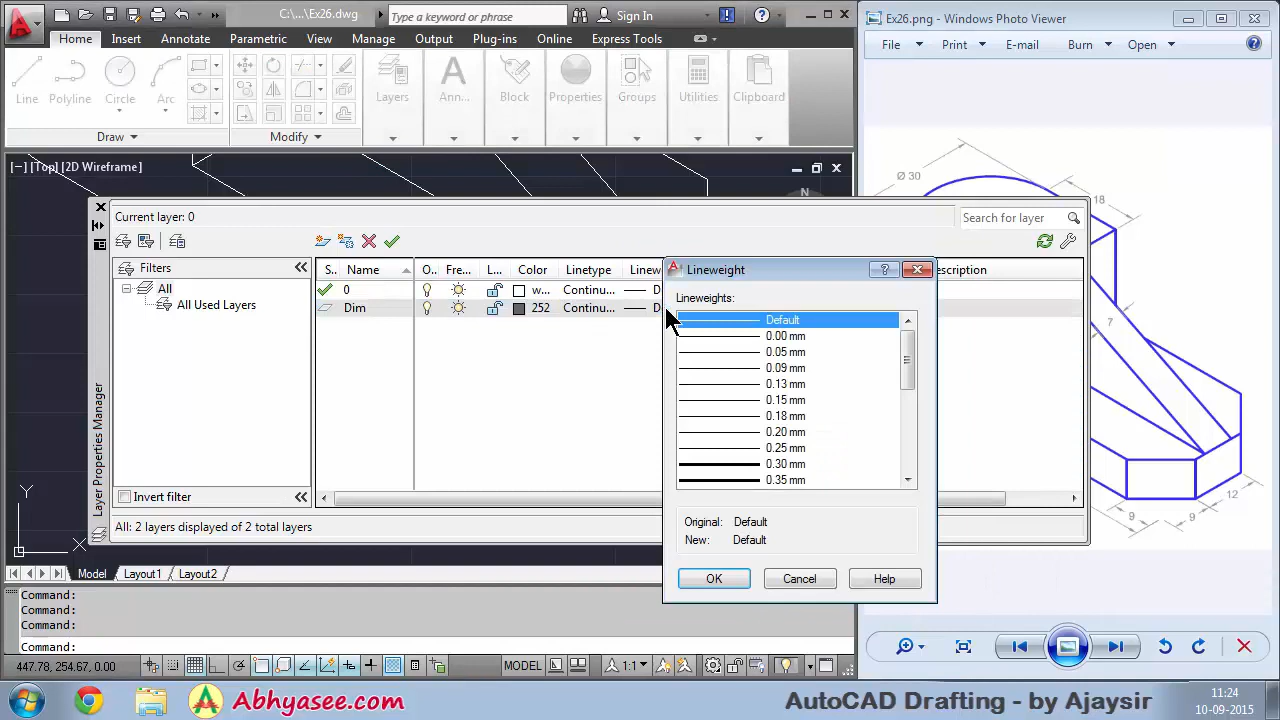 C:\...\Ex26.dwg
Type a keyword or phrase
Sign In
Home Insert Annotate Parametric View Manage Output Plug-ins Online Express Tools
Line Polyline Circle Arc
Layers Ann... Block Properties Groups Utilities Clipboard
Draw Modify
[−] [Top] [2D Wireframe]
N
Current layer: 0
Search for layer
Filters
All
All Used Layers
Invert filter
S.. Name O.. Fre... L... Color Linetype Linew escription
0 w... Continu... D
Dim 252 Continu... D
All: 2 layers displayed of 2 total layers
Layer Properties Manager
Lineweight
Lineweights:
Default
0.00 mm
0.05 mm
0.09 mm
0.13 mm
0.15 mm
0.18 mm
0.20 mm
0.25 mm
0.30 mm
0.35 mm
Original: Default
New: Default
OK Cancel Help
Y
X
Model Layout1 Layout2
Command:
Command:
Command:
Command:
447.78, 254.67, 0.00
MODEL
1:1
Ex26.png - Windows Photo Viewer
File Print E-mail Burn Open
Ø 30
18
7
12
9
9
Abhyasee.com
AutoCAD Drafting - by Ajaysir
11:24
10-09-2015